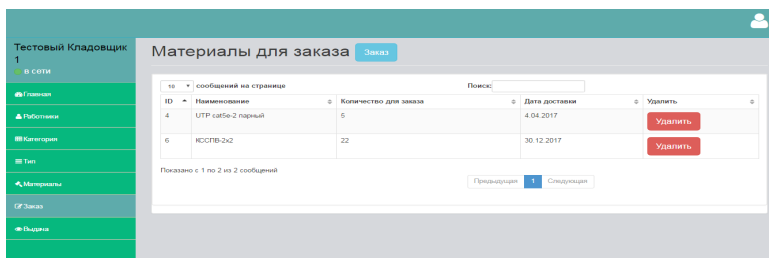 Тестовый Кладовщик
1
в сети
Главная
Работники
Категория
Тип
Материалы
Заказ
Выдача
Материалы для заказа Заказ
10 сообщений на странице Поиск:
ID Наименование Количество для заказа Дата доставки Удалить
4 UTP cat5e-2 парный 5 4.04.2017 Удалить
6 КССПВ-2x2 22 30.12.2017 Удалить
Показано с 1 по 2 из 2 сообщений
Предыдущая 1 Следующая